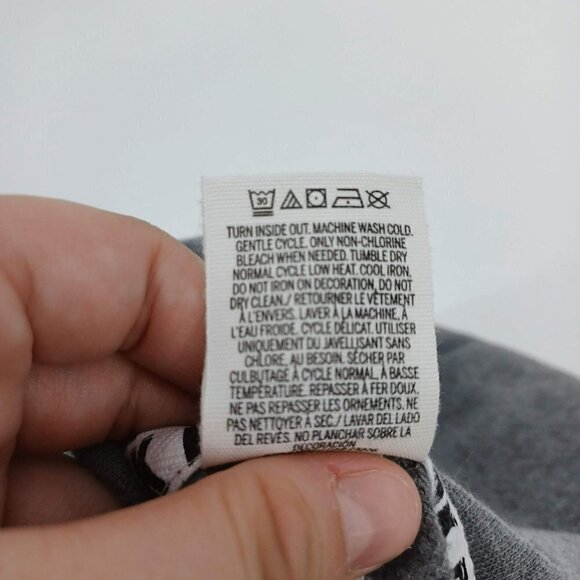 30
TURN INSIDE OUT. MACHINE WASH COLD.
GENTLE CYCLE. ONLY NON-CHLORINE
BLEACH WHEN NEEDED. TUMBLE DRY
NORMAL CYCLE LOW HEAT. COOL IRON.
DO NOT IRON ON DECORATION, DO NOT
DRY CLEAN./ RETOURNER LE VÊTEMENT
À L'ENVERS. LAVER À LA MACHINE, À
L'EAU FROIDE. CYCLE DÉLICAT. UTILISER
UNIQUEMENT DU JAVELLISANT SANS
CHLORE. AU BESOIN. SÉCHER PAR
CULBUTAGE À CYCLE NORMAL, À BASSE
TEMPÉRATURE. REPASSER À FER DOUX.
NE PAS REPASSER LES ORNEMENTS. NE
PAS NETTOYER À SEC./ LAVAR DEL LADO
DEL REVÉS. NO PLANCHAR SOBRE LA
DECORACIÓN